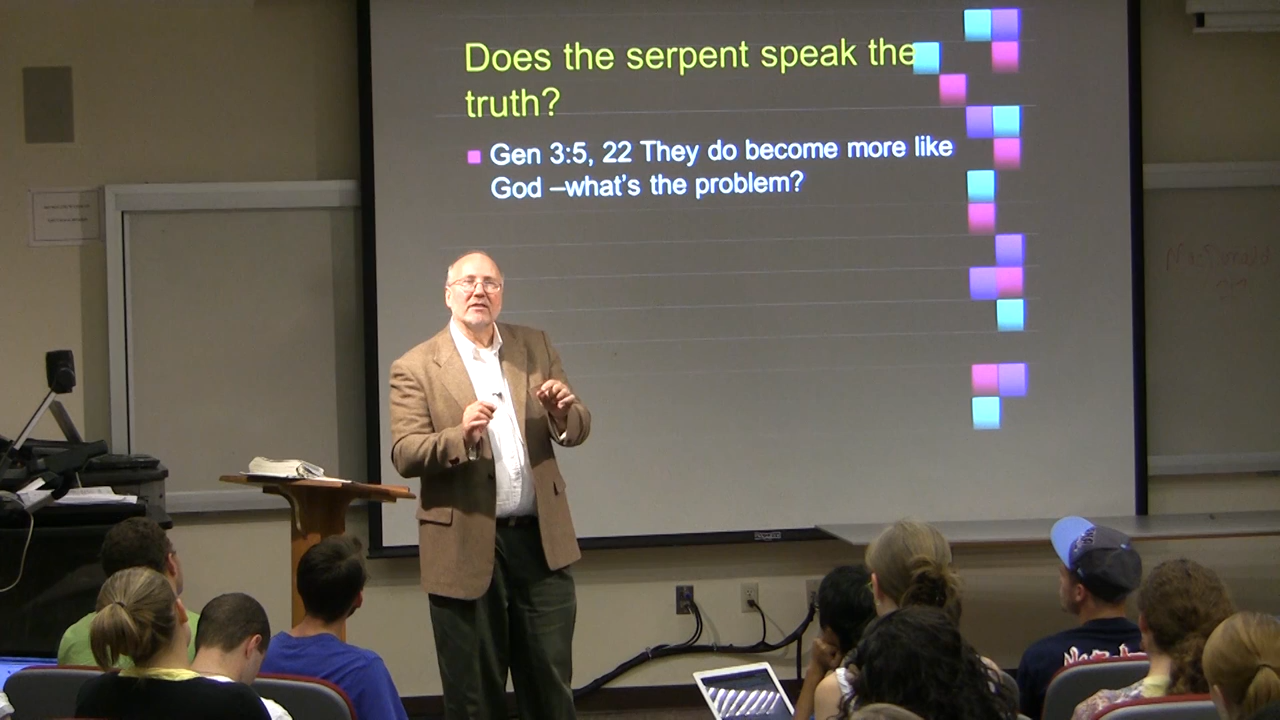 Does the serpent speak the
truth?
Gen 3:5, 22 They do become more like
God –what's the problem?